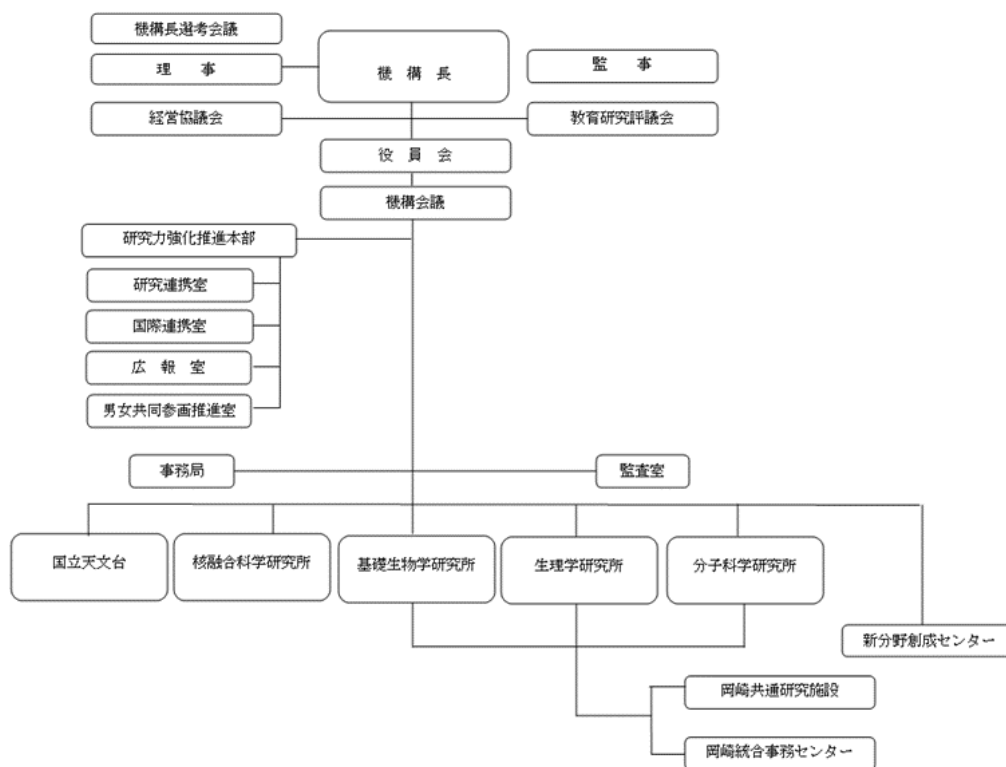 機構長選考会議
機構長
理事
監事
経営協議会
教育研究評議会
役員会
機構会議
研究力強化推進本部
研究連携室
国際連携室
広報室
男女共同参画推進室
事務局
監査室
国立天文台
核融合科学研究所
基礎生物学研究所
生理学研究所
分子科学研究所
新分野創成センター
岡崎共通研究施設
岡崎統合事務センター